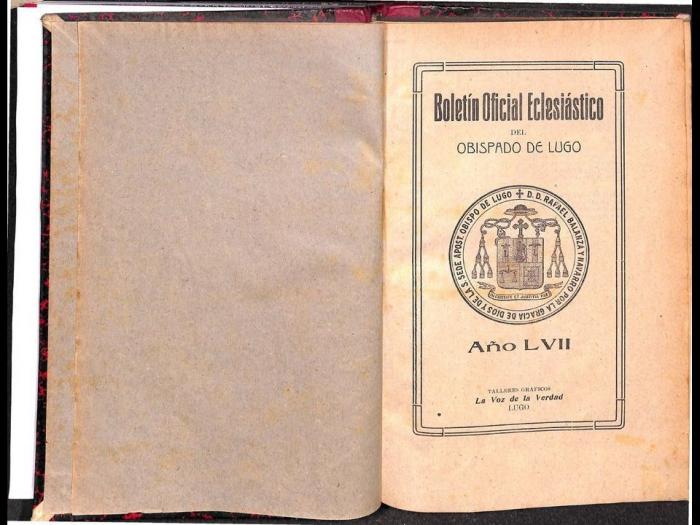 Boletín Oficial Eclesiástico
DEL
OBISPADO DE LUGO
✝ D. D. RAFAEL BALANZA Y NAVARRO POR LA GRACIA DE DIOS Y DE LA S. SEDE APOST. OBISPO DE LUGO
Año LVII
TALLERES GRÁFICOS
La Voz de la Verdad
LUGO